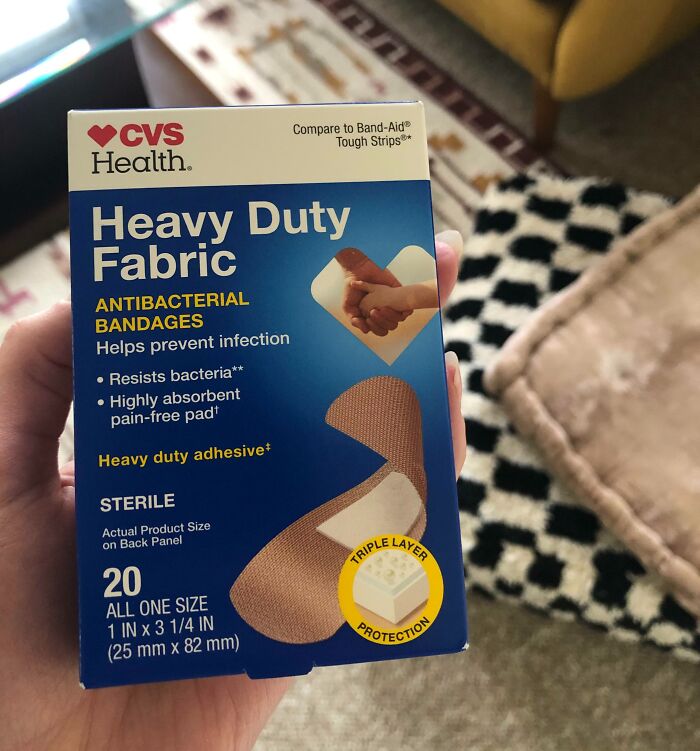 CVS
Health®
Compare to Band-Aid®
Tough Strips®*
Heavy Duty
Fabric
ANTIBACTERIAL
BANDAGES
Helps prevent infection
• Resists bacteria**
• Highly absorbent
pain-free pad†
Heavy duty adhesive‡
STERILE
Actual Product Size
on Back Panel
20
ALL ONE SIZE
1 IN x 3 1/4 IN
(25 mm x 82 mm)
TRIPLE LAYER
PROTECTION